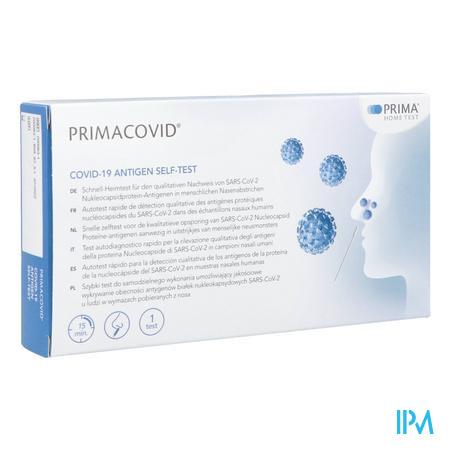 PRIMA®
HOME TEST
PRIMACOVID®
COVID-19 ANTIGEN SELF-TEST
DE Schnell-Heimtest für den qualitativen Nachweis von SARS-CoV-2
Nukleocapsidprotein-Antigenen in menschlichen Nasenabstrichen
FR Autotest rapide de détection qualitative des antigènes protéiques
nucléocapsides du SARS-CoV-2 dans des échantillons nasaux humains
NL Snelle zelftest voor de kwalitatieve opsporing van SARS-CoV-2 Nucleocapsid
Proteïne-antigenen aanwezig in uitstrijkjes van menselijke neusmonsters
IT Test autodiagnostico rapido per la rilevazione qualitativa degli antigeni
della proteina Nucleocapside di SARS-CoV-2 in campioni nasali umani
ES Autotest rápido para la detección cualitativa de los antígenos de la proteína
de la nucleocápside del SARS-CoV-2 en muestras nasales humanas
PL Szybki test do samodzielnego wykonania umożliwiający jakościowe
wykrywanie obecności antygenów białek nukleokapsydowych SARS-CoV-2
u ludzi w wymazach pobieranych z nosa
15
min.
1
test
PRIMACOVID®
COVID-19
ANTIGEN
SELF-TEST
IPM